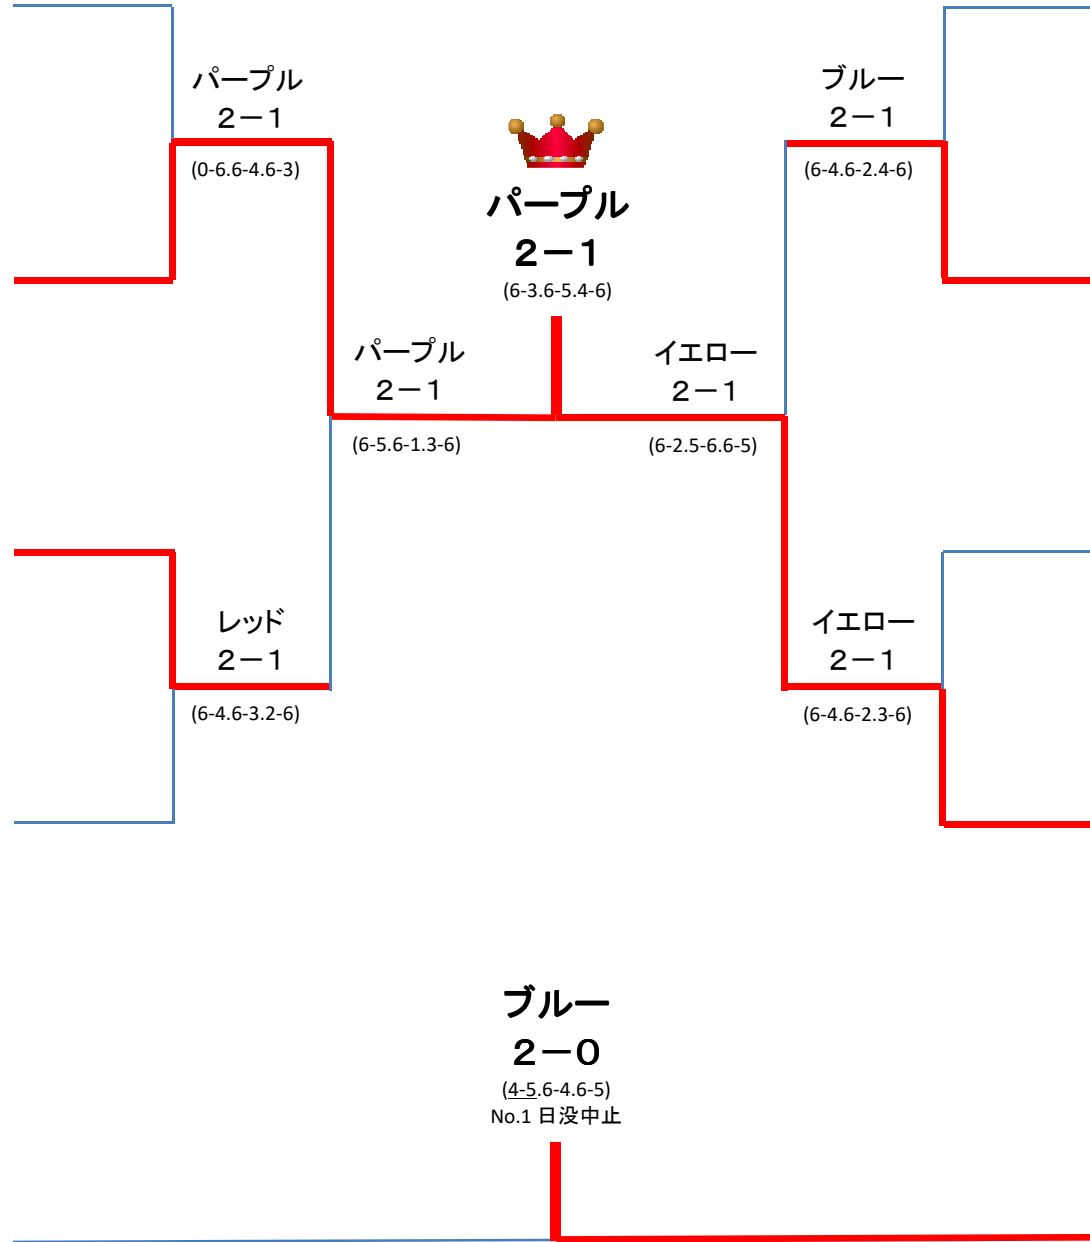 パープル
2－1
(0-6.6-4.6-3)
ブルー
2－1
(6-4.6-2.4-6)
パープル
2－1
(6-3.6-5.4-6)
パープル
2－1
(6-5.6-1.3-6)
イエロー
2－1
(6-2.5-6.6-5)
レッド
2－1
(6-4.6-3.2-6)
イエロー
2－1
(6-4.6-2.3-6)
ブルー
2－0
(4-5.6-4.6-5)
No.1 日没中止